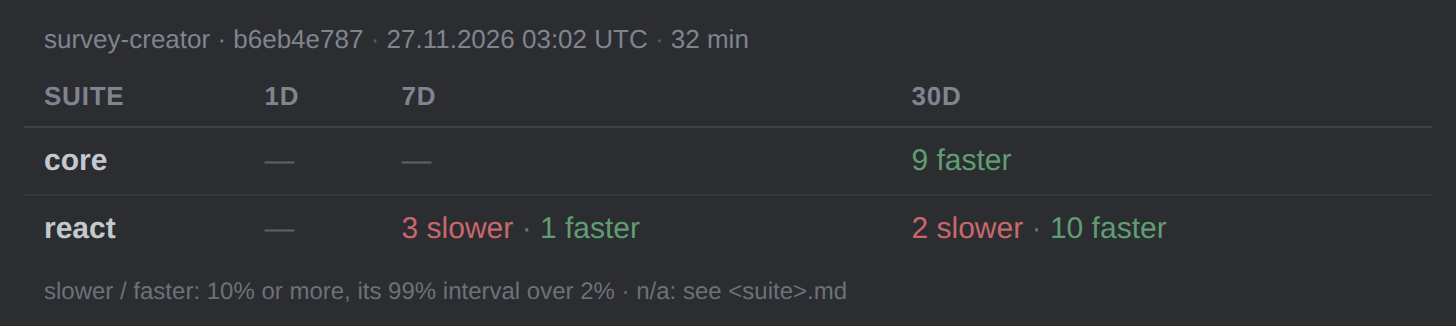 survey-creator · b6eb4e787 · 27.11.2026 03:02 UTC · 32 min
SUITE 1D 7D 30D
core — — 9 faster
react — 3 slower · 1 faster 2 slower · 10 faster
slower / faster: 10% or more, its 99% interval over 2% · n/a: see <suite>.md